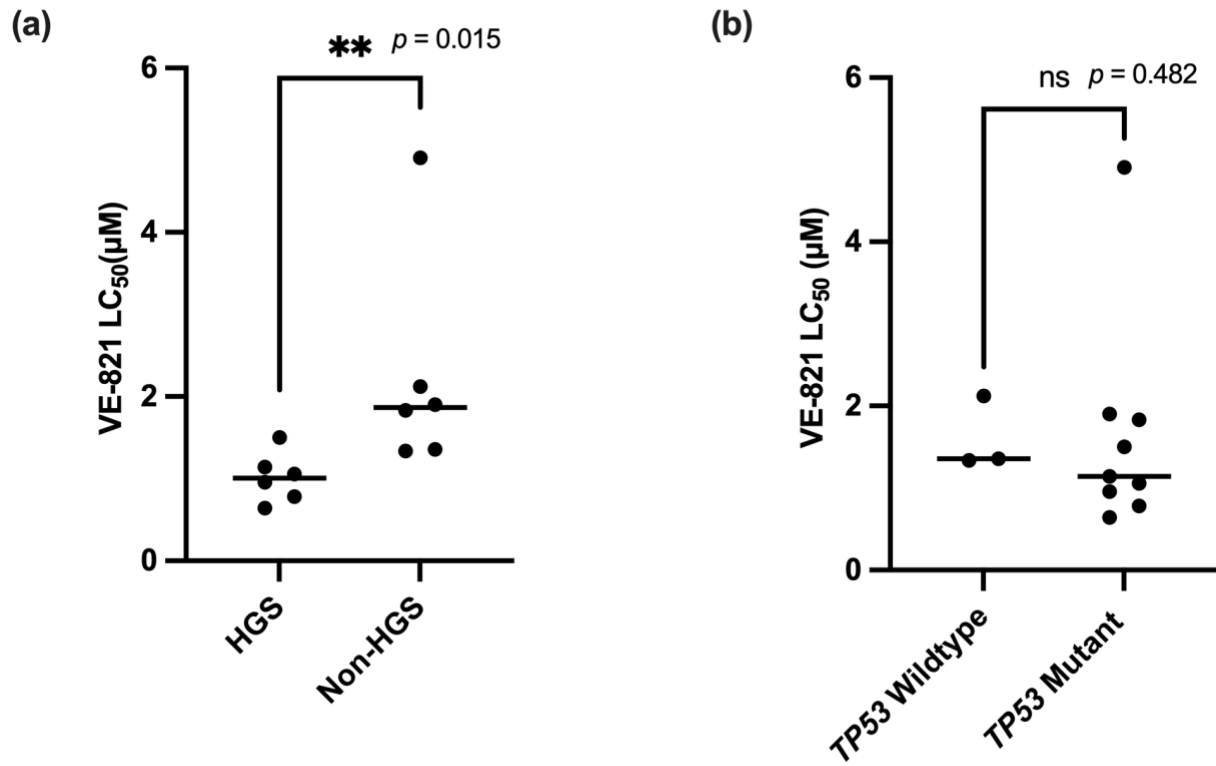 (a)
** p = 0.015
6
4
2
0
VE-821 LC50(µM)
HGS
Non-HGS
(b)
ns p = 0.482
6
4
2
0
VE-821 LC50 (µM)
TP53 Wildtype
TP53 Mutant